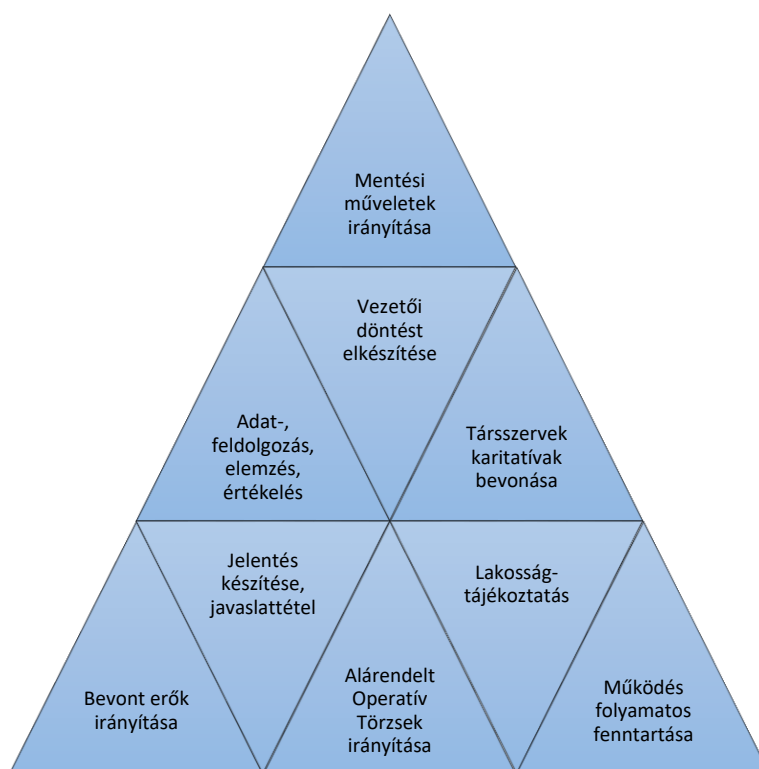 Mentési
műveletek
irányítása
Vezetői
döntést
elkészítése
Adat-,
feldolgozás,
elemzés,
értékelés
Társszervek
karitatívak
bevonása
Jelentés
készítése,
javaslattétel
Lakosság-
tájékoztatás
Bevont erők
irányítása
Alárendelt
Operatív
Törzsek
irányítása
Működés
folyamatos
fenntartása